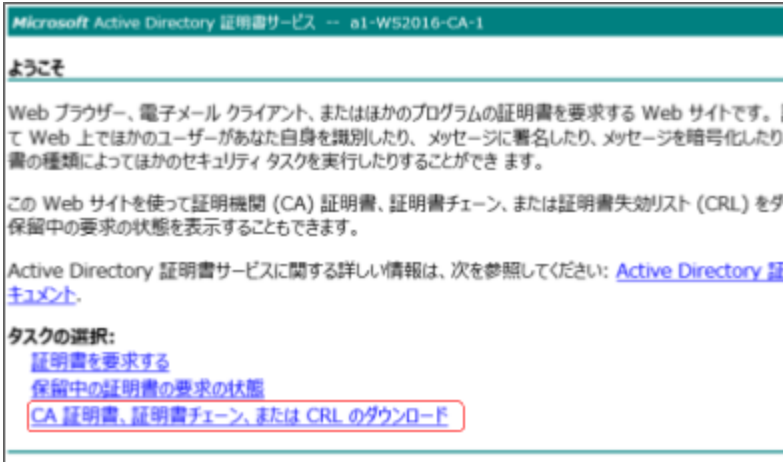 Microsoft Active Directory 証明書サービス -- a1-WS2016-CA-1
ようこそ
Web ブラウザー、電子メール クライアント、またはほかのプログラムの証明書を要求する Web サイトです。
て Web 上でほかのユーザーがあなた自身を識別したり、 メッセージに署名したり、メッセージを暗号化したり
書の種類によってほかのセキュリティ タスクを実行したりすることができ ます。
この Web サイトを使って証明機関 (CA) 証明書、証明書チェーン、または証明書失効リスト (CRL) をダ
保留中の要求の状態を表示することもできます。
Active Directory 証明書サービスに関する詳しい情報は、次を参照してください: Active Directory 証
キュメント.
タスクの選択:
証明書を要求する
保留中の証明書の要求の状態
CA 証明書、証明書チェーン、または CRL のダウンロード